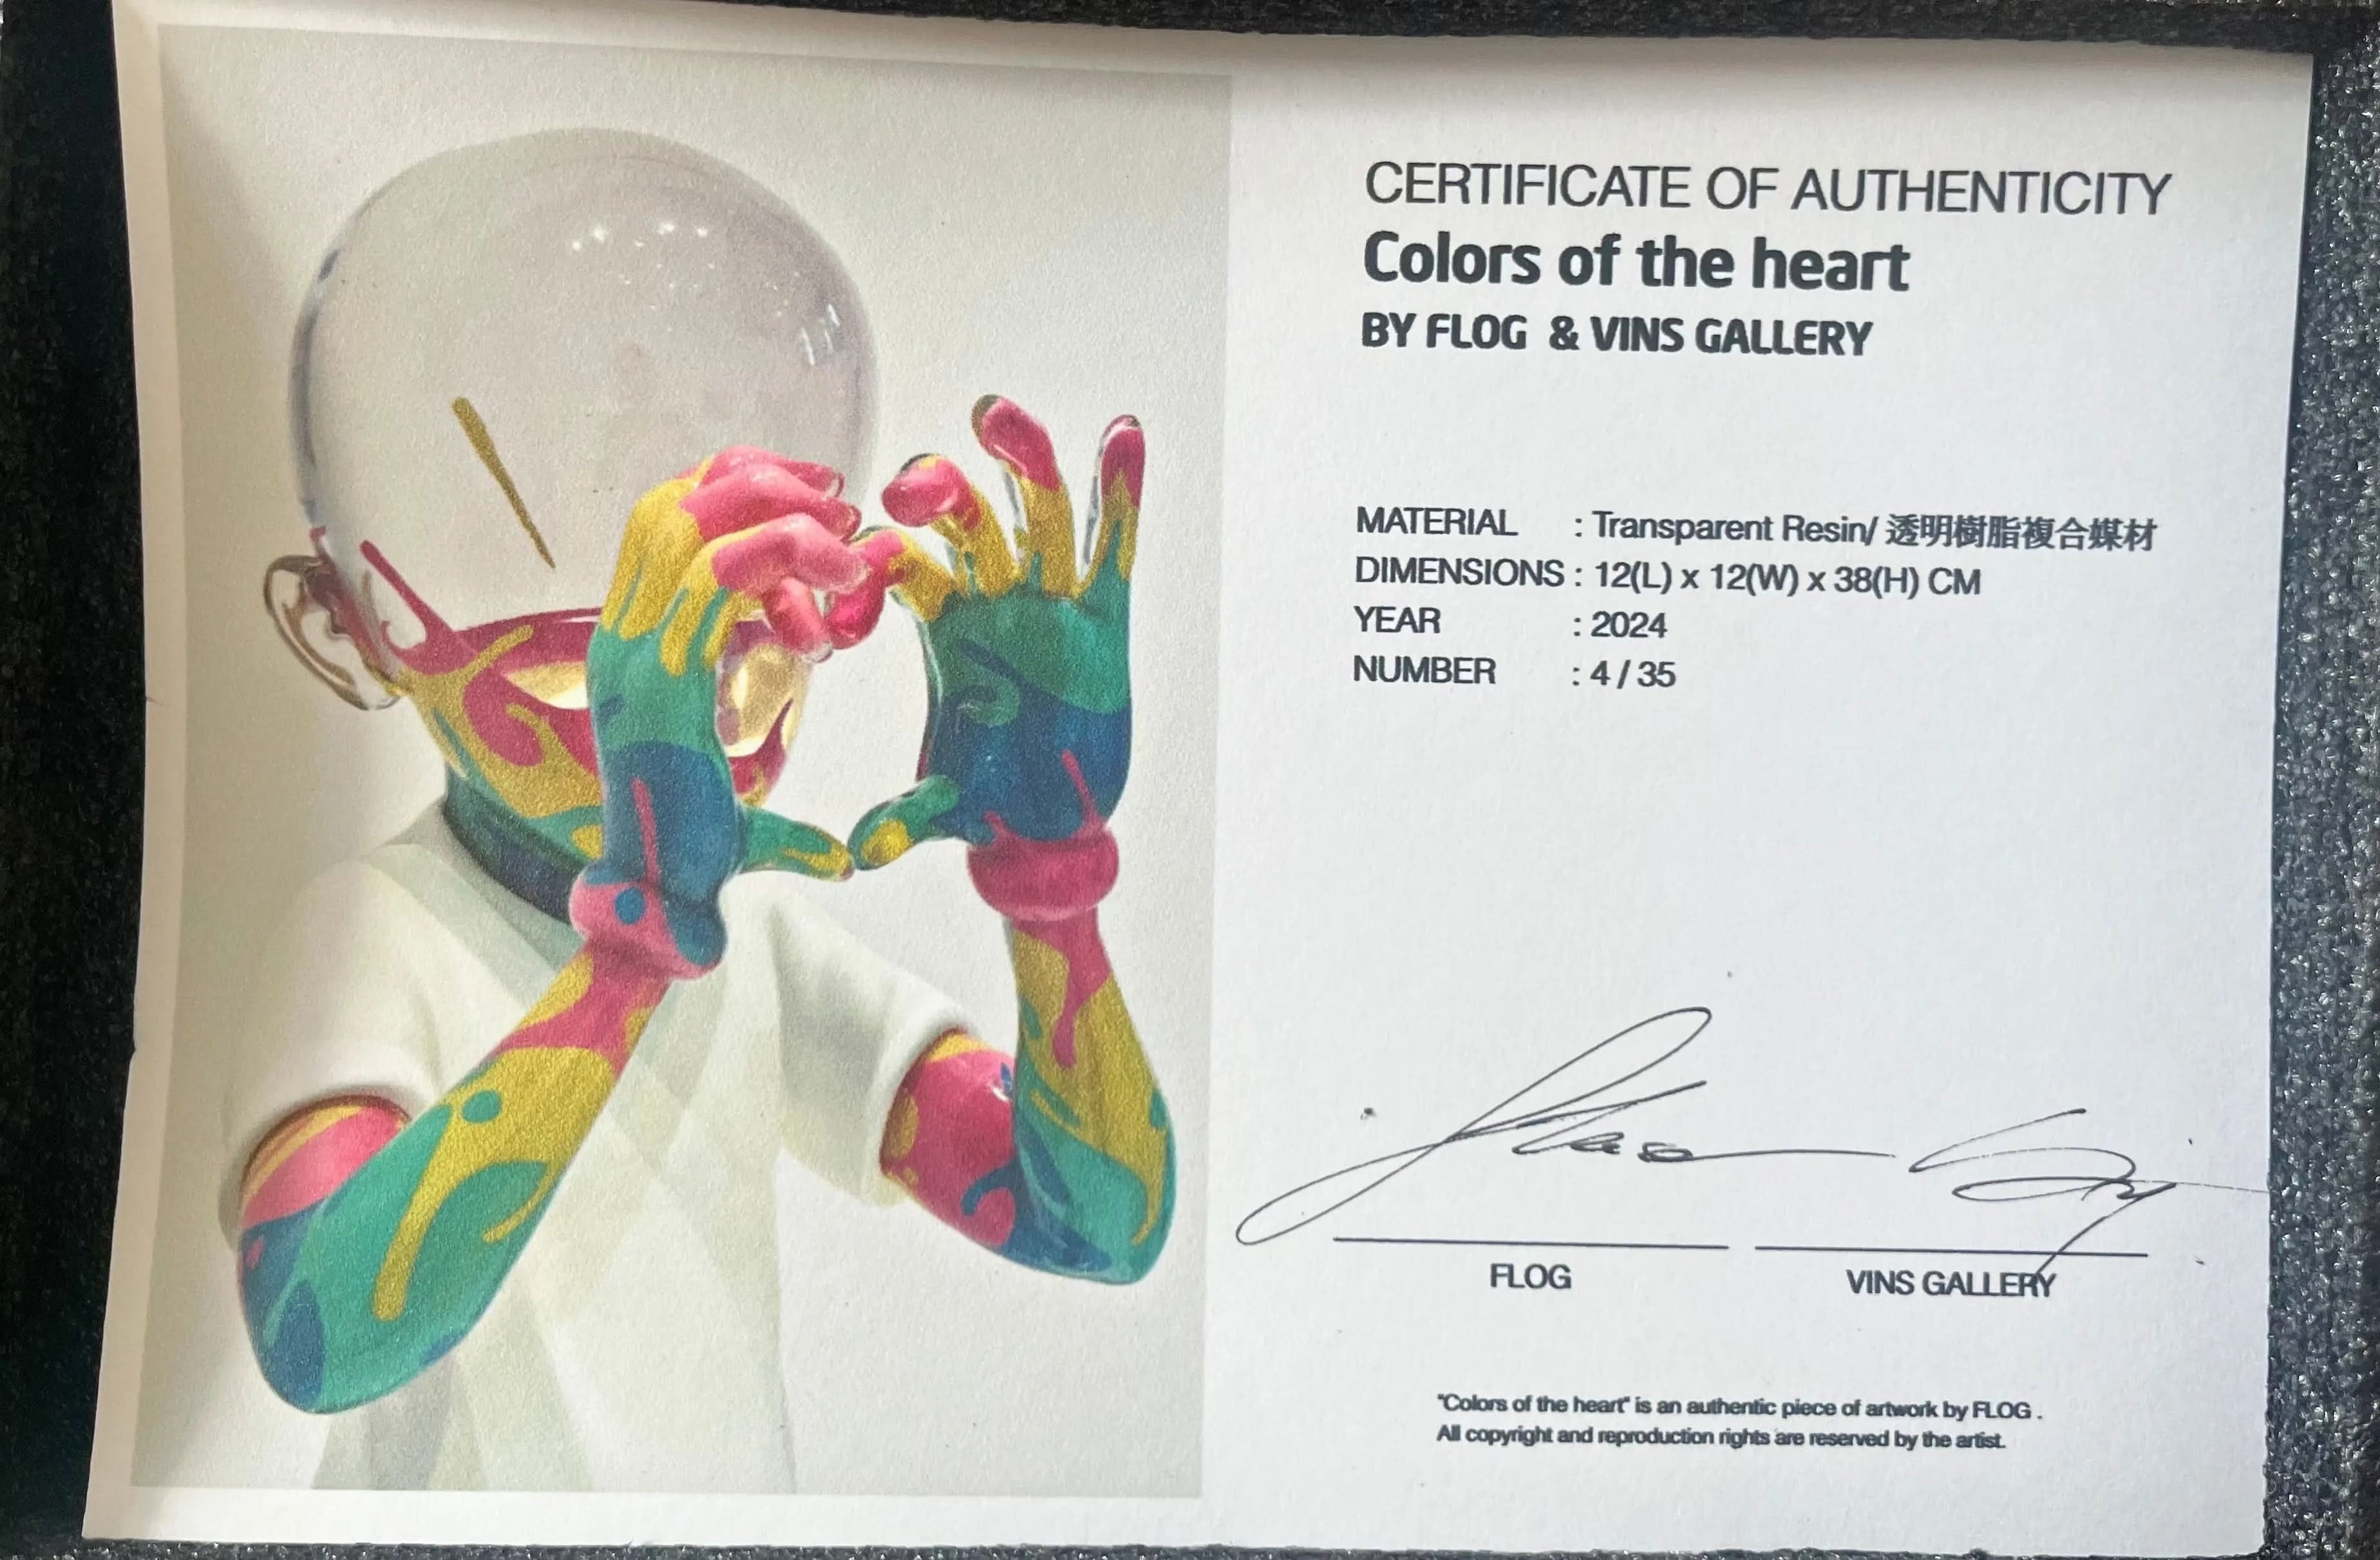 CERTIFICATE OF AUTHENTICITY
Colors of the heart
BY FLOG & VINS GALLERY
MATERIAL : Transparent Resin/ 透明樹脂複合媒材
DIMENSIONS : 12(L) x 12(W) x 38(H) CM
YEAR : 2024
NUMBER : 4 / 35
FLOG
VINS GALLERY
"Colors of the heart" is an authentic piece of artwork by FLOG .
All copyright and reproduction rights are reserved by the artist.